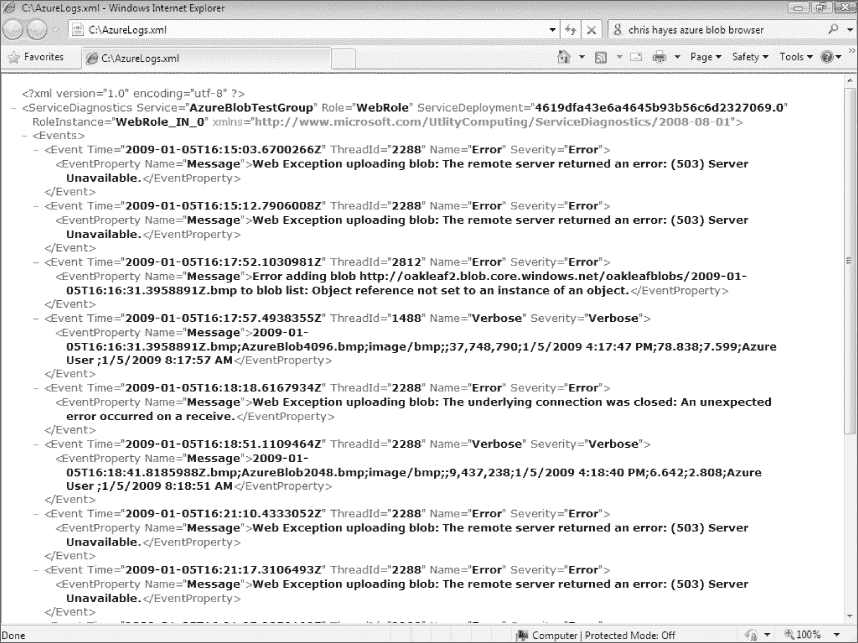 C:\AzureLogs.xml - Windows Internet Explorer
C:\AzureLogs.xml
chris hayes azure blob browser
Favorites
C:\AzureLogs.xml
Page
Safety
Tools
<?xml version="1.0" encoding="utf-8" ?>
- <ServiceDiagnostics Service="AzureBlobTestGroup" Role="WebRole" ServiceDeployment="4619dfa43e6a4645b93b56c6d2327069.0"
RoleInstance="WebRole_IN_0" xmlns="http://www.microsoft.com/UtlityComputing/ServiceDiagnostics/2008-08-01">
- <Events>
- <Event Time="2009-01-05T16:15:03.6700266Z" ThreadId="2288" Name="Error" Severity="Error">
<EventProperty Name="Message">Web Exception uploading blob: The remote server returned an error: (503) Server
Unavailable.</EventProperty>
</Event>
- <Event Time="2009-01-05T16:15:12.7906008Z" ThreadId="2288" Name="Error" Severity="Error">
<EventProperty Name="Message">Web Exception uploading blob: The remote server returned an error: (503) Server
Unavailable.</EventProperty>
</Event>
- <Event Time="2009-01-05T16:17:52.1030981Z" ThreadId="2812" Name="Error" Severity="Error">
<EventProperty Name="Message">Error adding blob http://oakleaf2.blob.core.windows.net/oakleafblobs/2009-01-
05T16:16:31.3958891Z.bmp to blob list: Object reference not set to an instance of an object.</EventProperty>
</Event>
- <Event Time="2009-01-05T16:17:57.4938355Z" ThreadId="1488" Name="Verbose" Severity="Verbose">
<EventProperty Name="Message">2009-01-
05T16:16:31.3958891Z.bmp;AzureBlob4096.bmp;image/bmp;;37,748,790;1/5/2009 4:17:47 PM;78.838;7.599;Azure
User ;1/5/2009 8:17:57 AM</EventProperty>
</Event>
- <Event Time="2009-01-05T16:18:18.6167934Z" ThreadId="2288" Name="Error" Severity="Error">
<EventProperty Name="Message">Web Exception uploading blob: The underlying connection was closed: An unexpected
error occurred on a receive.</EventProperty>
</Event>
- <Event Time="2009-01-05T16:18:51.1109464Z" ThreadId="2288" Name="Verbose" Severity="Verbose">
<EventProperty Name="Message">2009-01-
05T16:18:41.8185988Z.bmp;AzureBlob2048.bmp;image/bmp;;9,437,238;1/5/2009 4:18:40 PM;6.642;2.808;Azure
User ;1/5/2009 8:18:51 AM</EventProperty>
</Event>
- <Event Time="2009-01-05T16:21:10.4333052Z" ThreadId="2288" Name="Error" Severity="Error">
<EventProperty Name="Message">Web Exception uploading blob: The remote server returned an error: (503) Server
Unavailable.</EventProperty>
</Event>
- <Event Time="2009-01-05T16:21:17.3106493Z" ThreadId="2288" Name="Error" Severity="Error">
<EventProperty Name="Message">Web Exception uploading blob: The remote server returned an error: (503) Server
Unavailable.</EventProperty>
</Event>
Done
Computer | Protected Mode: Off
100%